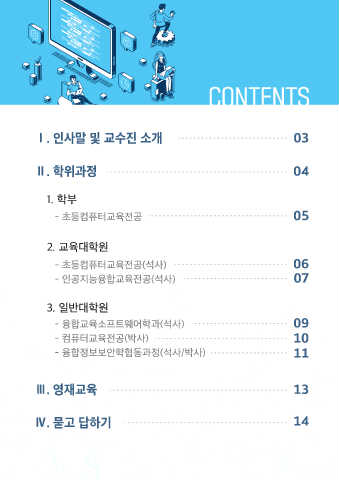 CONTENTS
Ⅰ. 인사말 및 교수진 소개 03
Ⅱ. 학위과정 04
1. 학부
- 초등컴퓨터교육전공 05
2. 교육대학원
- 초등컴퓨터교육전공(석사) 06
- 인공지능융합교육전공(석사) 07
3. 일반대학원
- 융합교육소프트웨어학과(석사) 09
- 컴퓨터교육전공(박사) 10
- 융합정보보안학협동과정(석사/박사) 11
Ⅲ. 영재교육 13
Ⅳ. 묻고 답하기 14